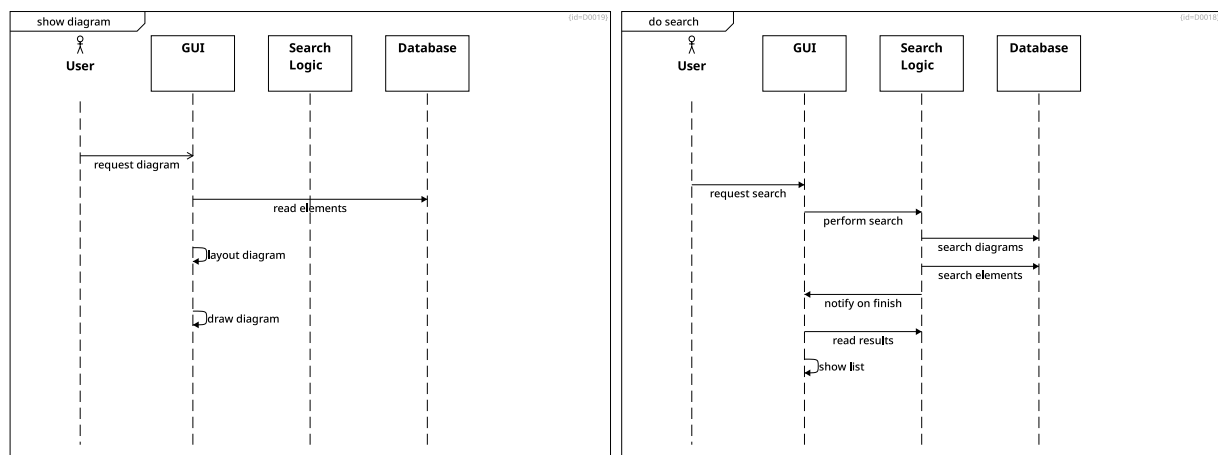 show diagram
{id=D0019}
User
GUI
Search
Logic
Database
request diagram
read elements
layout diagram
draw diagram
do search
{id=D0018}
User
GUI
Search
Logic
Database
request search
perform search
search diagrams
search elements
notify on finish
read results
show list